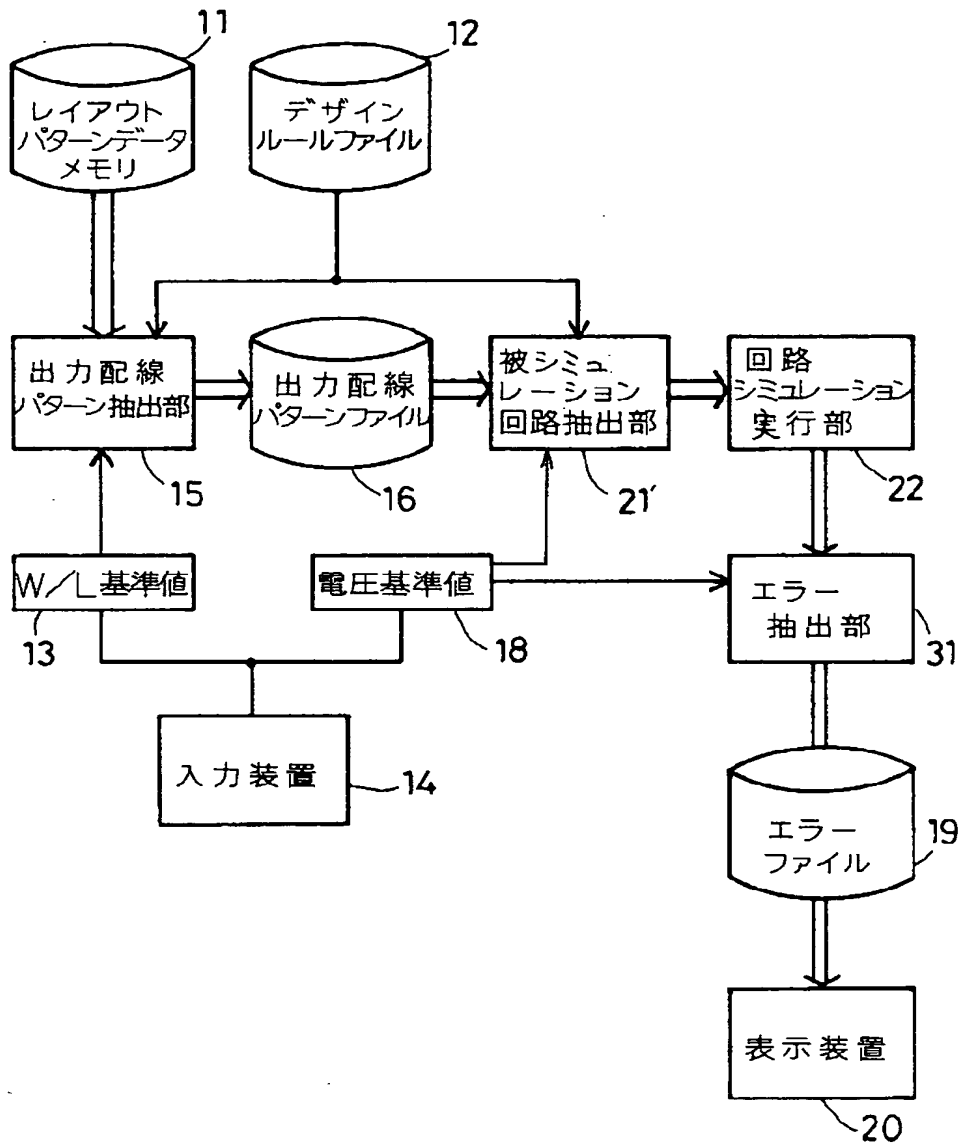 11
レイアウト
パターンデータ
メモリ
12
デザイン
ルールファイル
出力配線
パターン抽出部
15
出力配線
パターンファイル
16
被シミュ
レーション
回路抽出部
21'
回路
シミュレーション
実行部
22
W/L基準値
13
電圧基準値
18
エラー
抽出部
31
入力装置
14
エラー
ファイル
19
表示装置
20